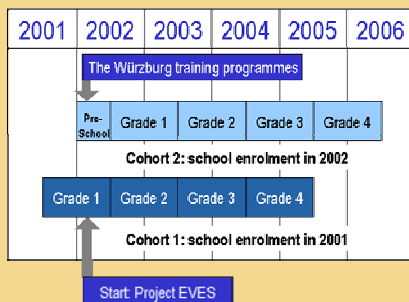 2001 2002 2003 2004 2005 2006
The Würzburg training programmes
Pre-
School
Grade 1 Grade 2 Grade 3 Grade 4
Cohort 2: school enrolment in 2002
Grade 1 Grade 2 Grade 3 Grade 4
Cohort 1: school enrolment in 2001
Start: Project EVES